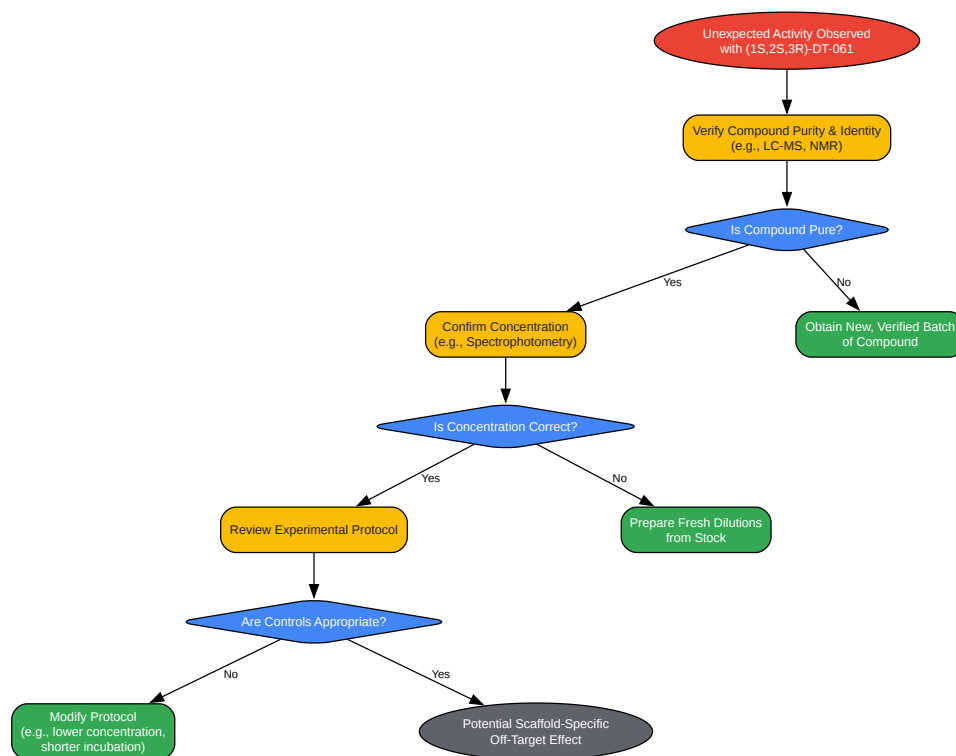 Unexpected Activity Observed
with (1S,2S,3R)-DT-061
Verify Compound Purity & Identity
(e.g., LC-MS, NMR)
Is Compound Pure?
Yes
No
Confirm Concentration
(e.g., Spectrophotometry)
Obtain New, Verified Batch
of Compound
Is Concentration Correct?
Yes
No
Review Experimental Protocol
Prepare Fresh Dilutions
from Stock
Are Controls Appropriate?
No
Yes
Modify Protocol
(e.g., lower concentration,
shorter incubation)
Potential Scaffold-Specific
Off-Target Effect